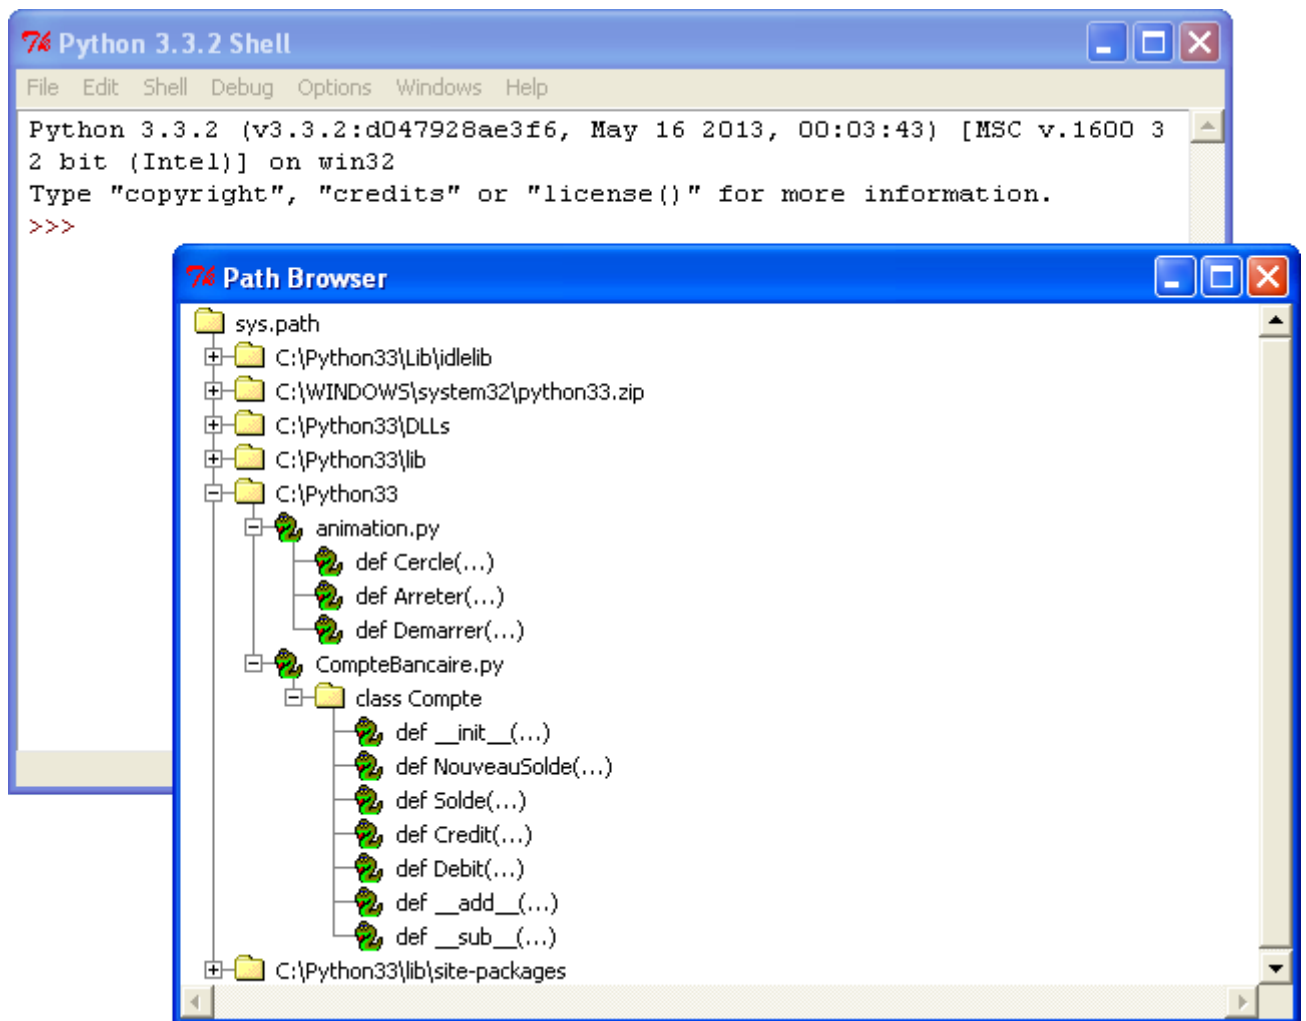 Python 3.3.2 Shell
File Edit Shell Debug Options Windows Help
Python 3.3.2 (v3.3.2:d047928ae3f6, May 16 2013, 00:03:43) [MSC v.1600 3
2 bit (Intel)] on win32
Type "copyright", "credits" or "license()" for more information.
>>>
Path Browser
sys.path
C:\Python33\Lib\idlelib
C:\WINDOWS\system32\python33.zip
C:\Python33\DLLs
C:\Python33\lib
C:\Python33
animation.py
def Cercle(...)
def Arreter(...)
def Demarrer(...)
CompteBancaire.py
class Compte
def __init__(...)
def NouveauSolde(...)
def Solde(...)
def Credit(...)
def Debit(...)
def __add__(...)
def __sub__(...)
C:\Python33\lib\site-packages